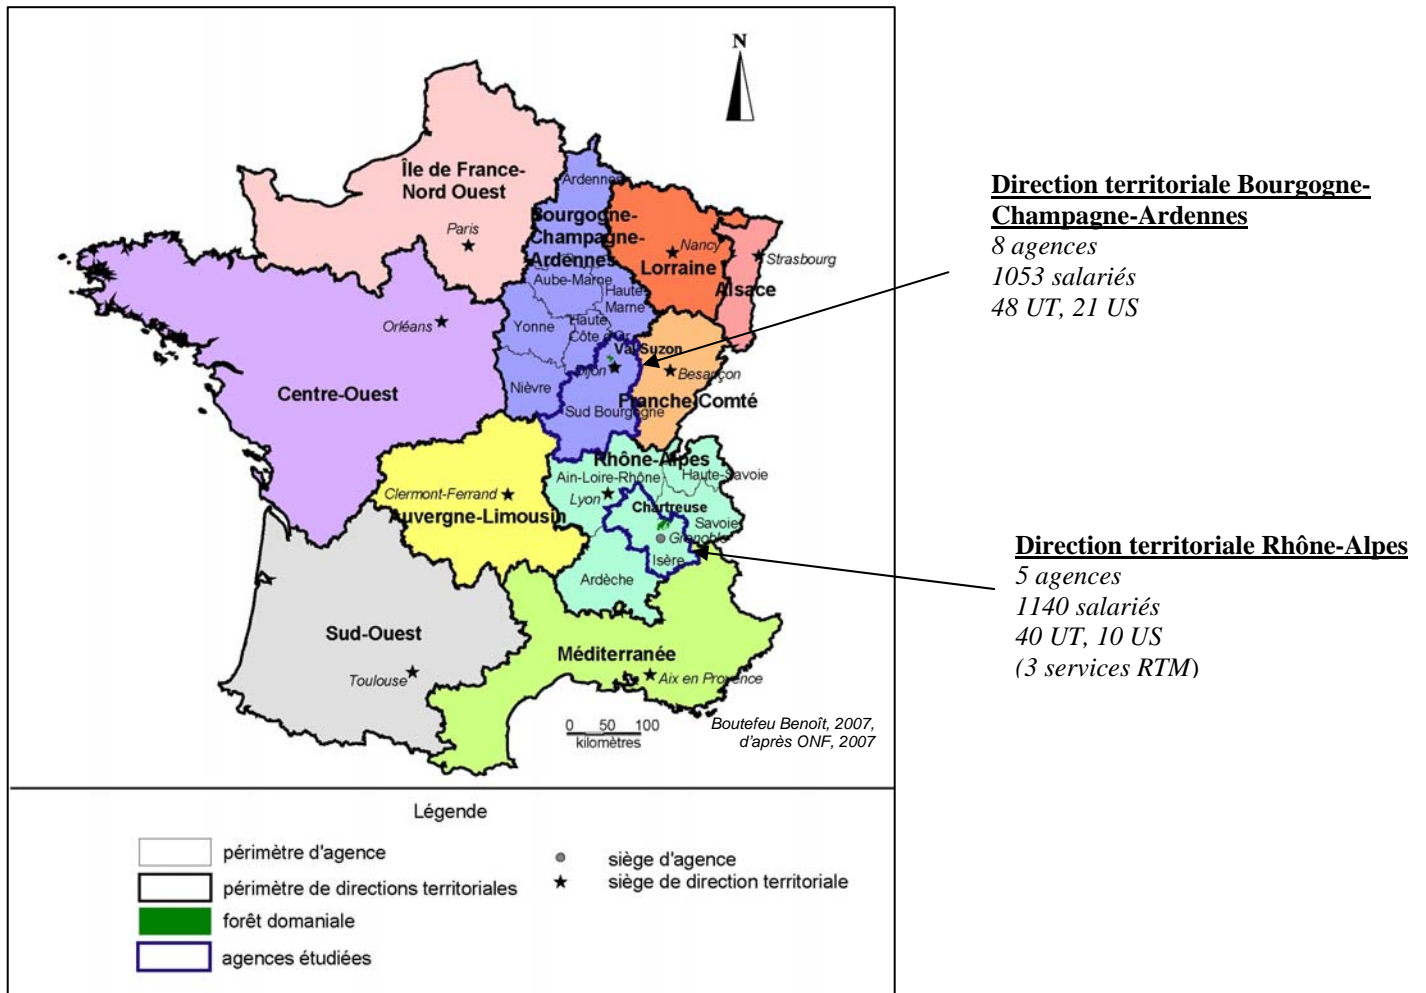 N
Île de France-
Nord Ouest
Paris
Ardennes
Bourgogne-
Champagne-
Ardennes
Aube-Marne
Haute
Marne
Yonne
Haute
Côte d'Or
Val Suzon
Dijon
Nièvre
Sud Bourgogne
Nancy
Lorraine
Strasbourg
Alsace
Besançon
Franche-Comté
Orléans
Centre-Ouest
Clermont-Ferrand
Auvergne-Limousin
Rhône-Alpes
Ain-Loire-Rhône
Haute-Savoie
Lyon
Chartreuse
Savoie
Grenoble
Isère
Ardèche
Sud-Ouest
Toulouse
Méditerranée
Aix en Provence
0 50 100
kilomètres
Boutefeu Benoît, 2007,
d'après ONF, 2007
Direction territoriale Bourgogne-
Champagne-Ardennes
8 agences
1053 salariés
48 UT, 21 US
Direction territoriale Rhône-Alpes
5 agences
1140 salariés
40 UT, 10 US
(3 services RTM)
Légende
périmètre d'agence
périmètre de directions territoriales
forêt domaniale
agences étudiées
siège d'agence
siège de direction territoriale